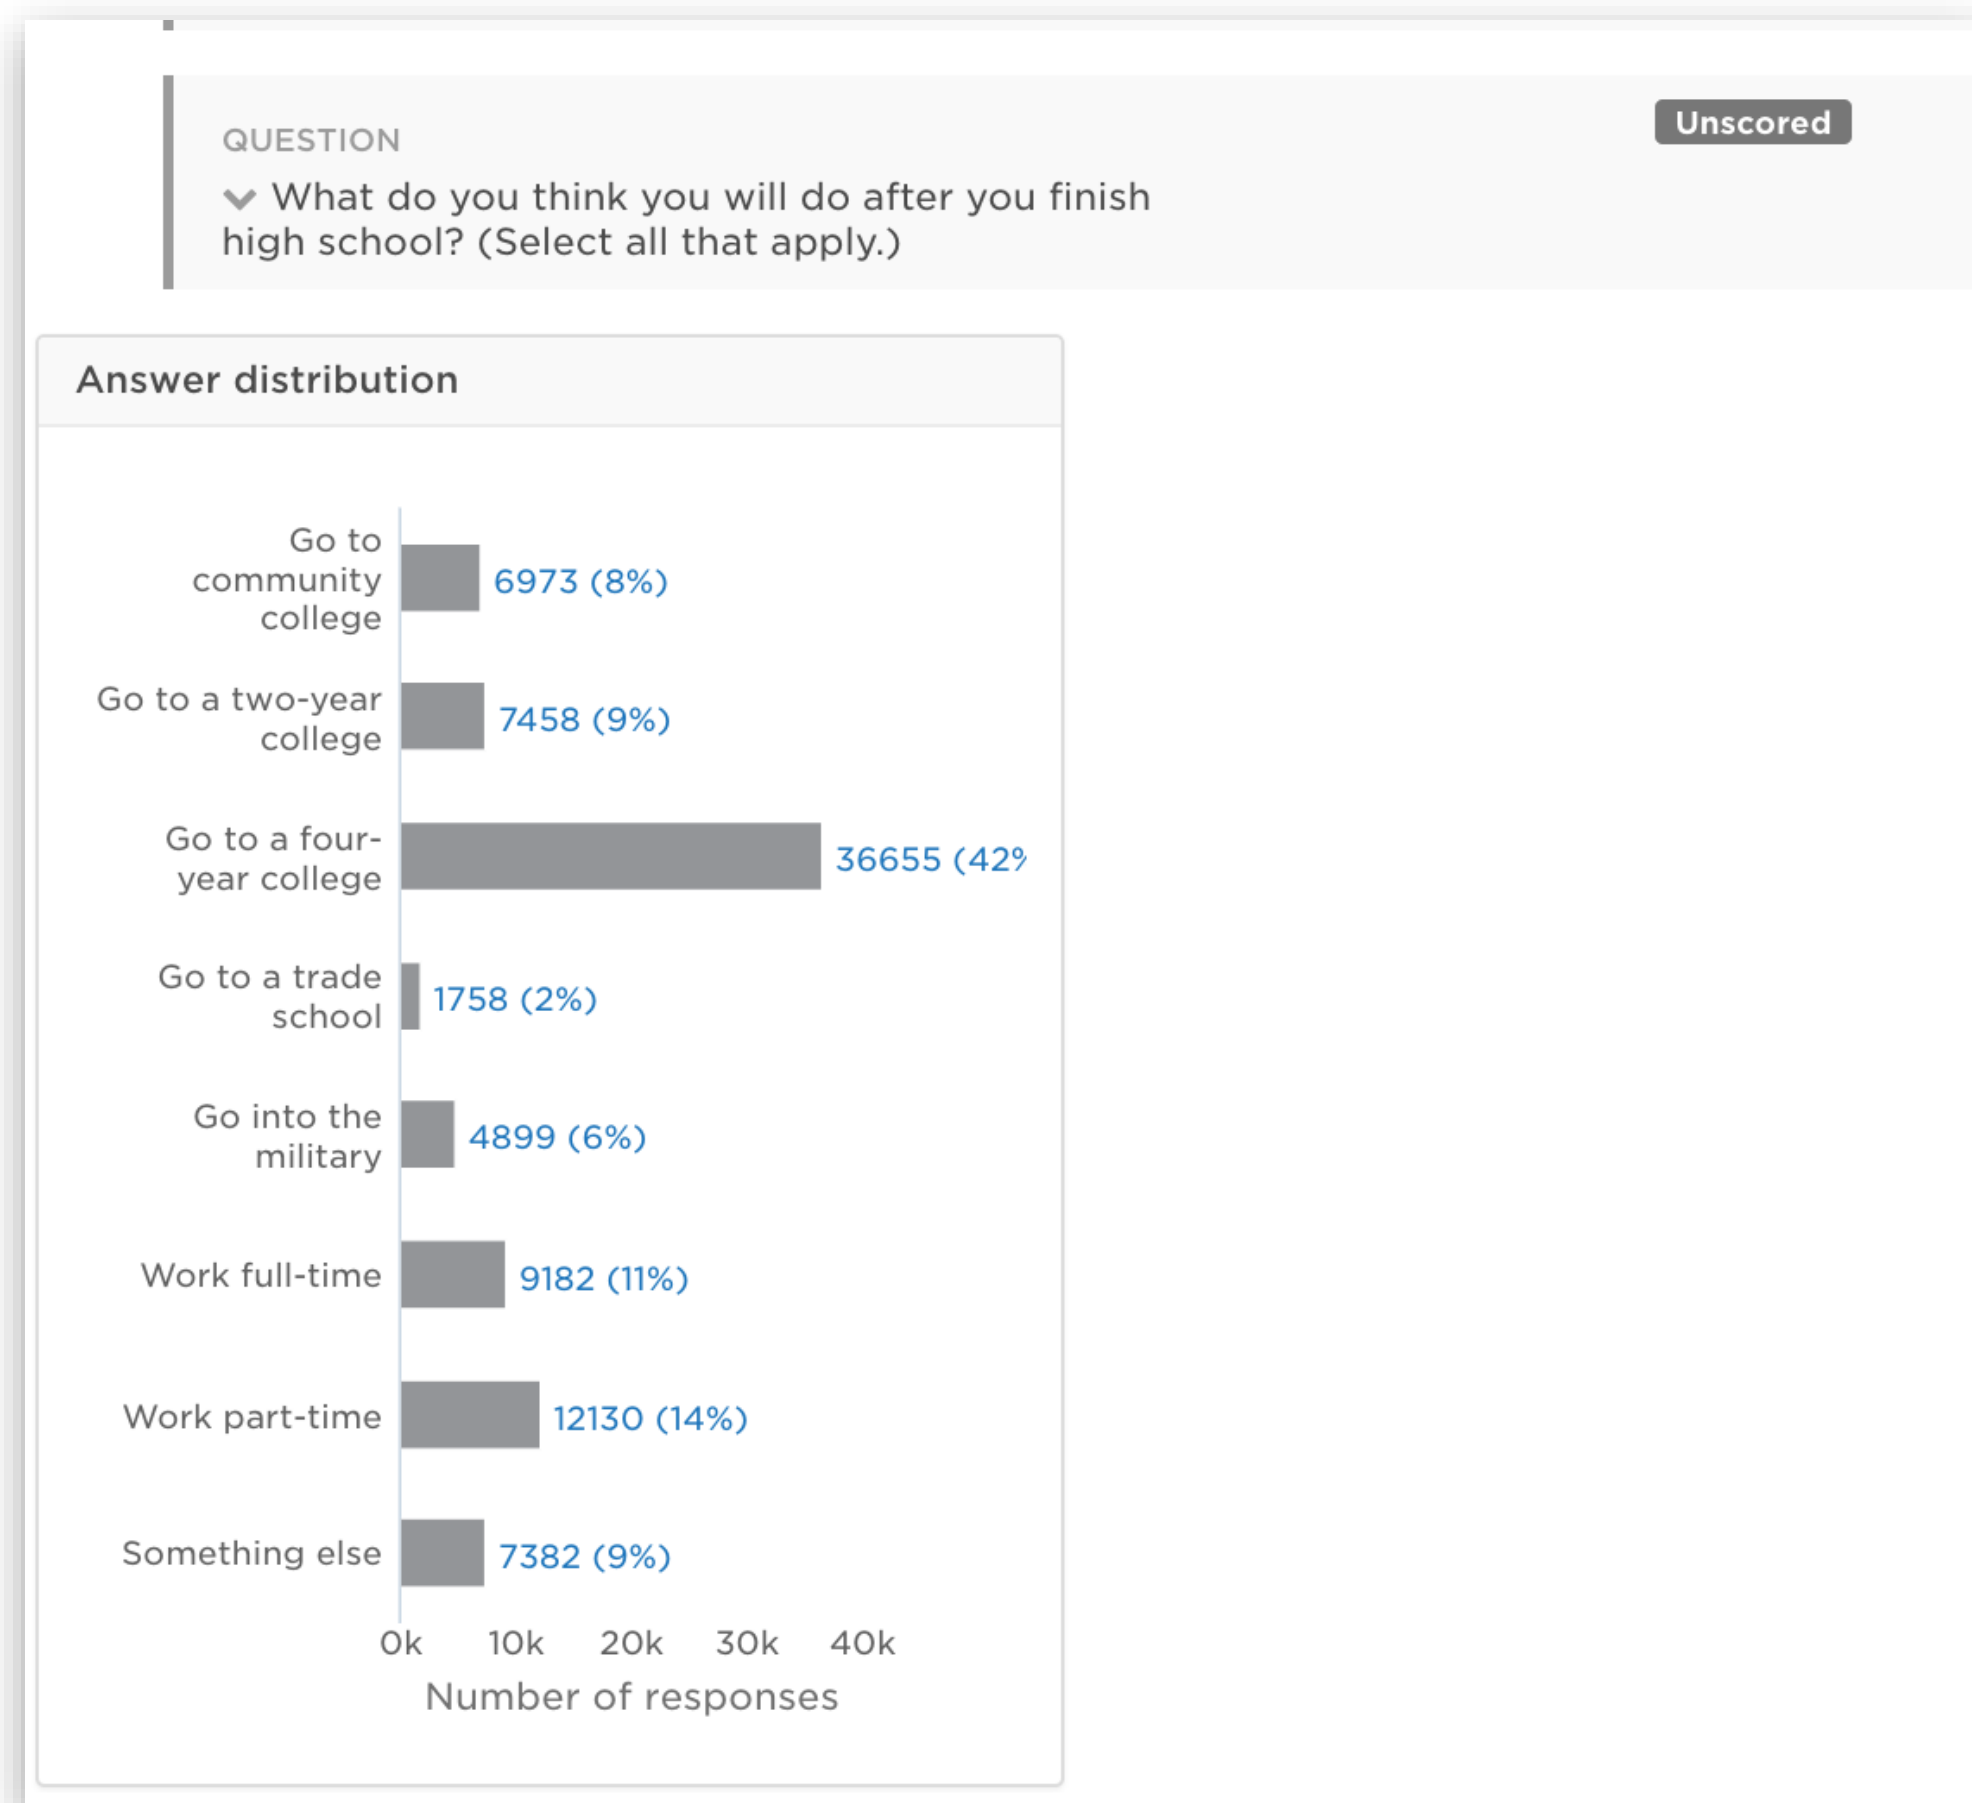 QUESTION
Unscored
What do you think you will do after you finish
high school? (Select all that apply.)
Answer distribution
Go to
community
college
6973 (8%)
Go to a two-year
college
7458 (9%)
Go to a four-
year college
36655 (42%
Go to a trade
school
1758 (2%)
Go into the
military
4899 (6%)
Work full-time
9182 (11%)
Work part-time
12130 (14%)
Something else
7382 (9%)
0k 10k 20k 30k 40k
Number of responses